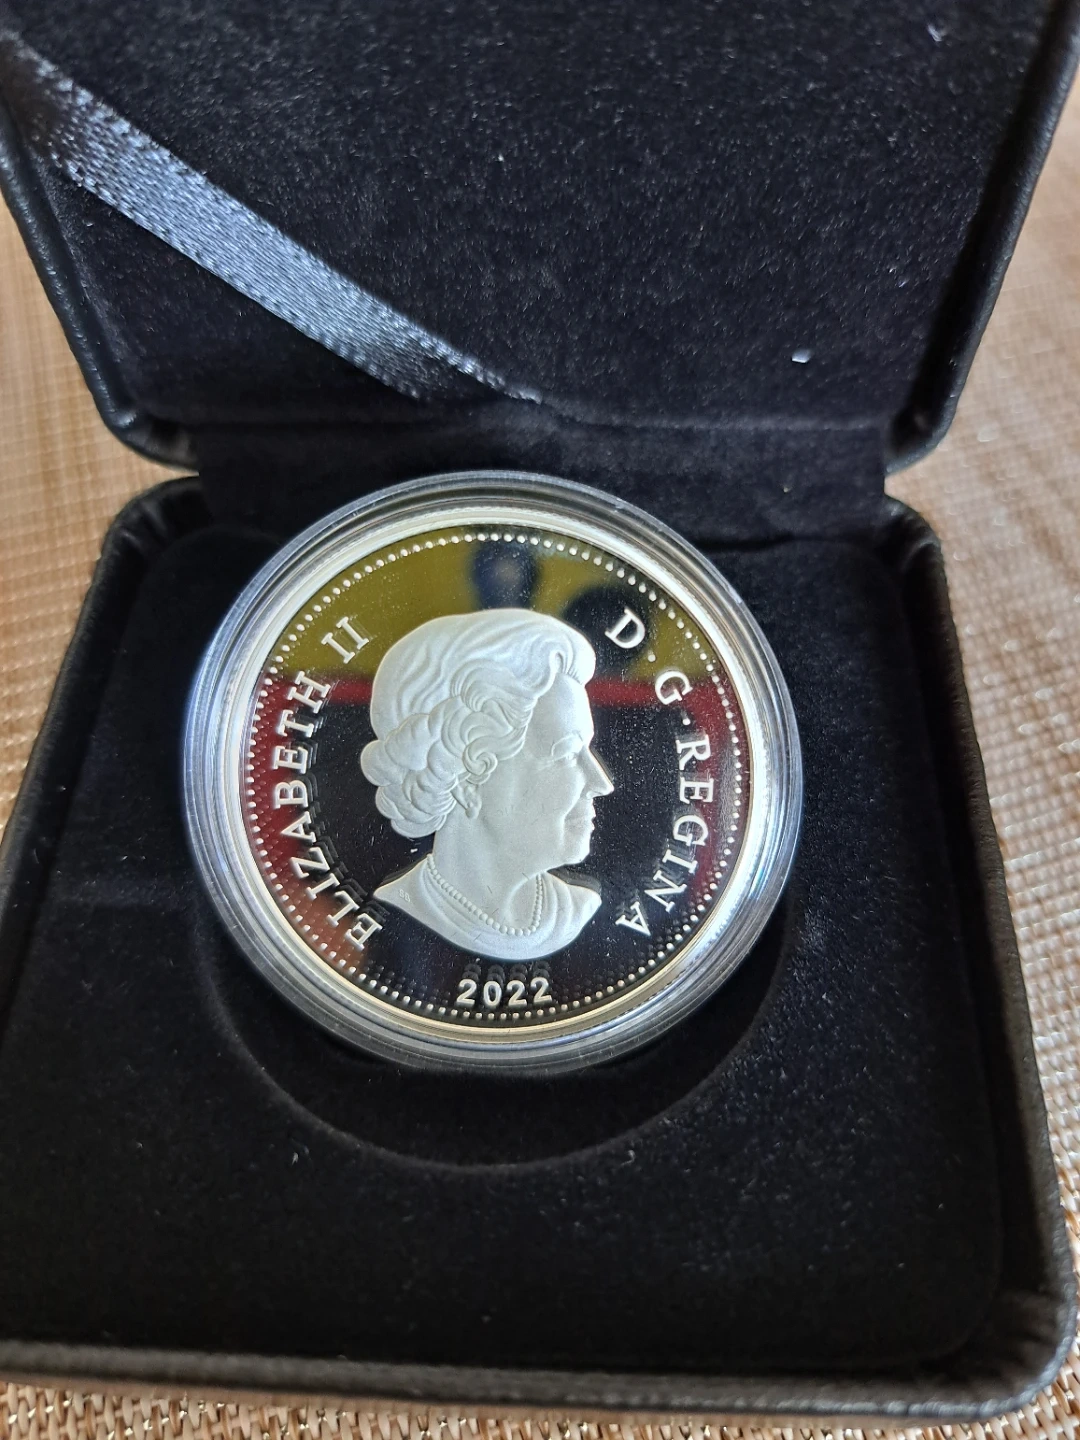 ELIZABETH II
D·G·REGINA
2022